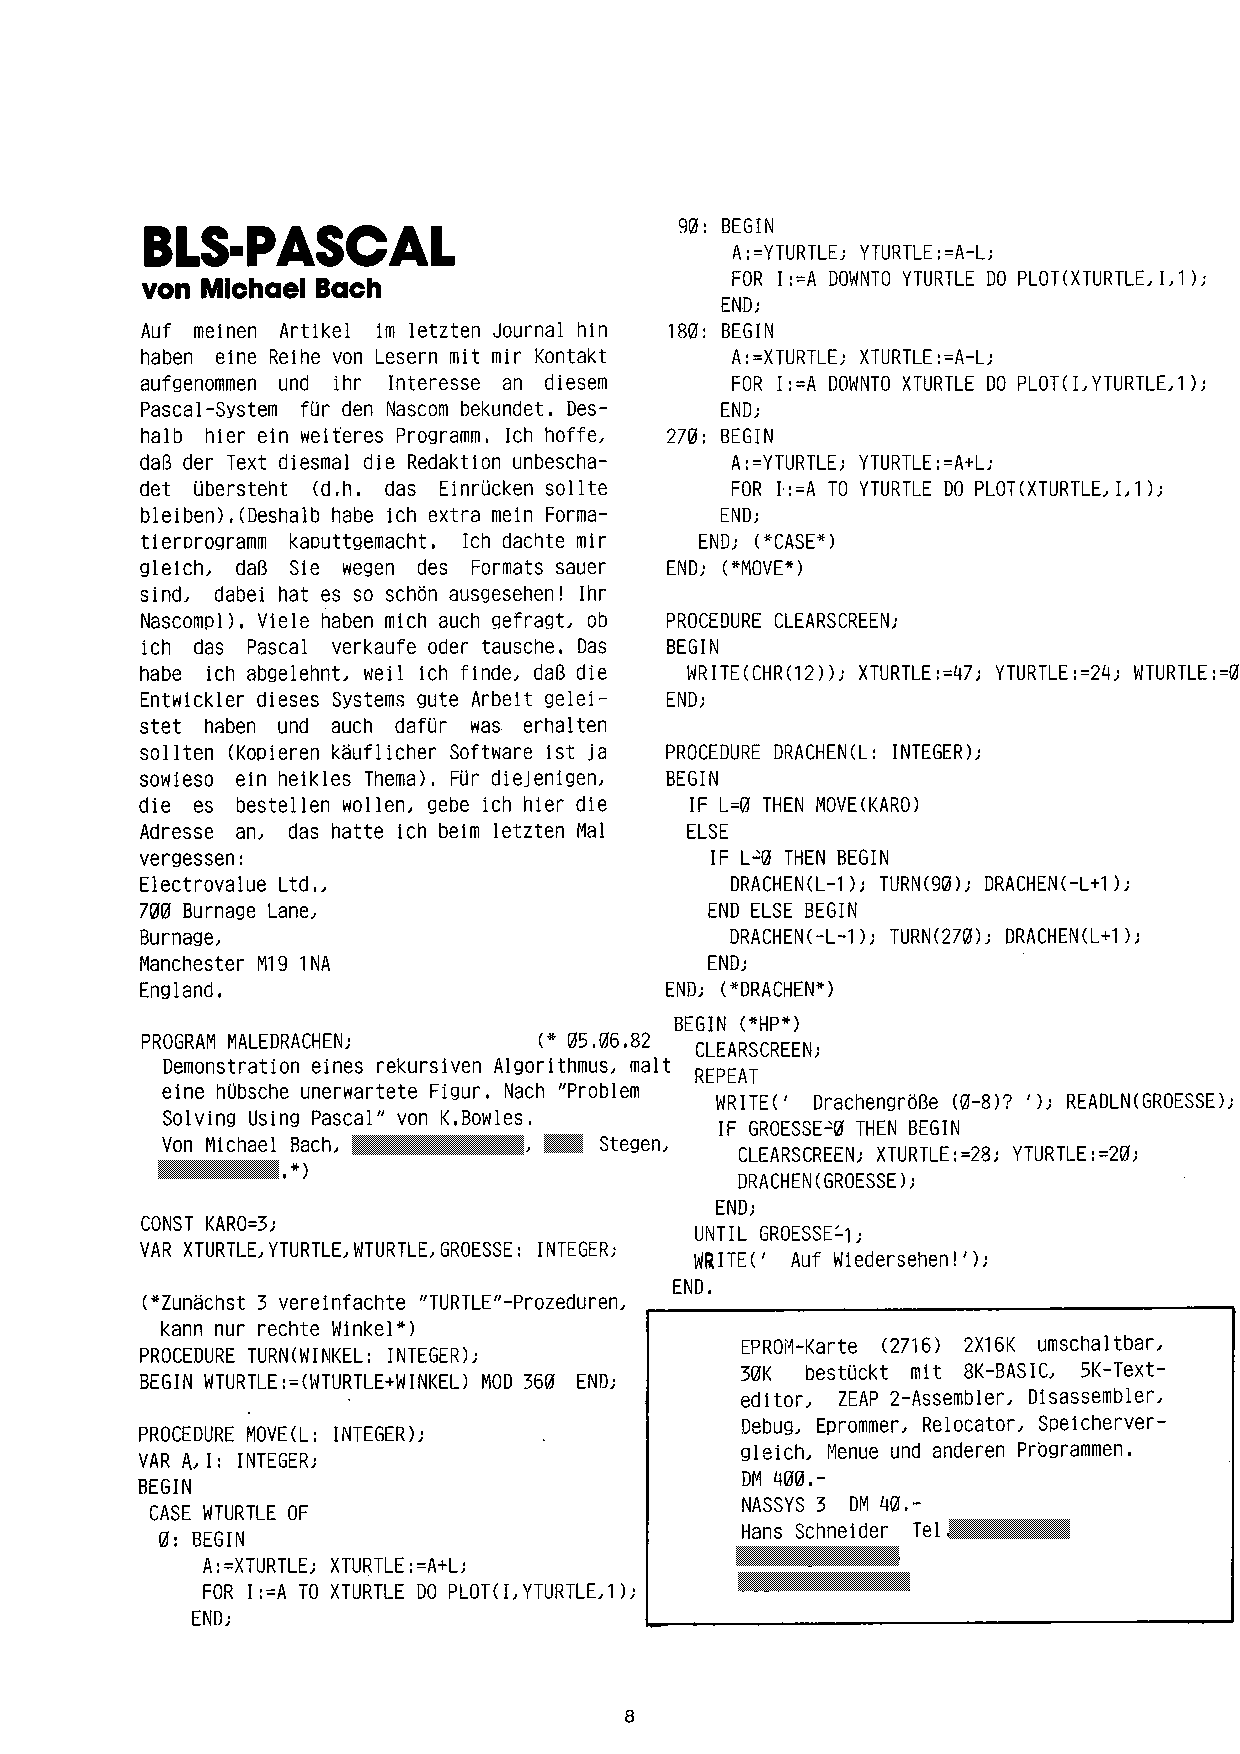 BLS-PASCAL
von Michael Bach
Auf meinen Artikel im letzten Journal hin
haben eine Reihe von Lesern mit mir Kontakt
aufgenommen und ihr Interesse an diesem
Pascal-System für den Nascom bekundet. Des-
halb hier ein weiteres Programm. Ich hoffe,
daß der Text diesmal die Redaktion unbescha-
det übersteht (d.h. das Einrücken sollte
bleiben).(Deshalb habe ich extra mein Forma-
tierprogramm kaputtgemacht. Ich dachte mir
gleich, daß Sie wegen des Formats sauer
sind, dabei hat es so schön ausgesehen! Ihr
Nascompl). Viele haben mich auch gefragt, ob
ich das Pascal verkaufe oder tausche. Das
habe ich abgelehnt, weil ich finde, daß die
Entwickler dieses Systems gute Arbeit gelei-
stet haben und auch dafür was erhalten
sollten (Kopieren käuflicher Software ist ja
sowieso ein heikles Thema). Für diejenigen,
die es bestellen wollen, gebe ich hier die
Adresse an, das hatte ich beim letzten Mal
vergessen:
Electrovalue Ltd.,
700 Burnage Lane,
Burnage,
Manchester M19 1NA
England.
PROGRAM MALEDRACHEN; (* 05.06.82
Demonstration eines rekursiven Algorithmus, malt
eine hübsche unerwartete Figur. Nach "Problem
Solving Using Pascal" von K.Bowles.
Von Michael Bach, , Stegen,
.*)
CONST KARO=3;
VAR XTURTLE,YTURTLE,WTURTLE,GROESSE: INTEGER;
(*Zunächst 3 vereinfachte "TURTLE"-Prozeduren,
kann nur rechte Winkel*)
PROCEDURE TURN(WINKEL: INTEGER);
BEGIN WTURTLE:=(WTURTLE+WINKEL) MOD 360 END;
PROCEDURE MOVE(L: INTEGER);
VAR A,I: INTEGER;
BEGIN
CASE WTURTLE OF
0: BEGIN
A:=XTURTLE; XTURTLE:=A+L;
FOR I:=A TO XTURTLE DO PLOT(I,YTURTLE,1);
END;
90: BEGIN
A:=YTURTLE; YTURTLE:=A-L;
FOR I:=A DOWNTO YTURTLE DO PLOT(XTURTLE,I,1);
END;
180: BEGIN
A:=XTURTLE; XTURTLE:=A-L;
FOR I:=A DOWNTO XTURTLE DO PLOT(I,YTURTLE,1);
END;
270: BEGIN
A:=YTURTLE; YTURTLE:=A+L;
FOR I:=A TO YTURTLE DO PLOT(XTURTLE,I,1);
END;
END; (*CASE*)
END; (*MOVE*)
PROCEDURE CLEARSCREEN;
BEGIN
WRITE(CHR(12)); XTURTLE:=47; YTURTLE:=24; WTURTLE:=0
END;
PROCEDURE DRACHEN(L: INTEGER);
BEGIN
IF L=0 THEN MOVE(KARO)
ELSE
IF THEN BEGIN
DRACHEN(L-1); TURN(90); DRACHEN(-L+1);
END ELSE BEGIN
DRACHEN(-L-1); TURN(270); DRACHEN(L+1);
END;
END; (*DRACHEN*)
BEGIN (*HP*)
CLEARSCREEN;
REPEAT
WRITE(' Drachengröße (0-8)? '); READLN(GROESSE);
IF THEN BEGIN
CLEARSCREEN; XTURTLE:=28; YTURTLE:=20;
DRACHEN(GROESSE);
END;
UNTIL
WRITE(' Auf Wiedersehen!');
END.
EPROM-Karte (2716) 2X16K umschaltbar,
30K bestückt mit 8K-BASIC, 5K-Text-
editor, ZEAP 2-Assembler, Disassembler,
Debug, Eprommer, Relocator, Speicherver-
gleich, Menue und anderen Programmen.
DM 400.-
NASSYS 3 DM 40.-
Hans Schneider Tel.
8